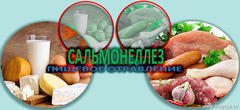 САЛЬМОНЕЛЛЕЗ
ПИЩЕВОЕ ОТРАВЛЕНИЕ